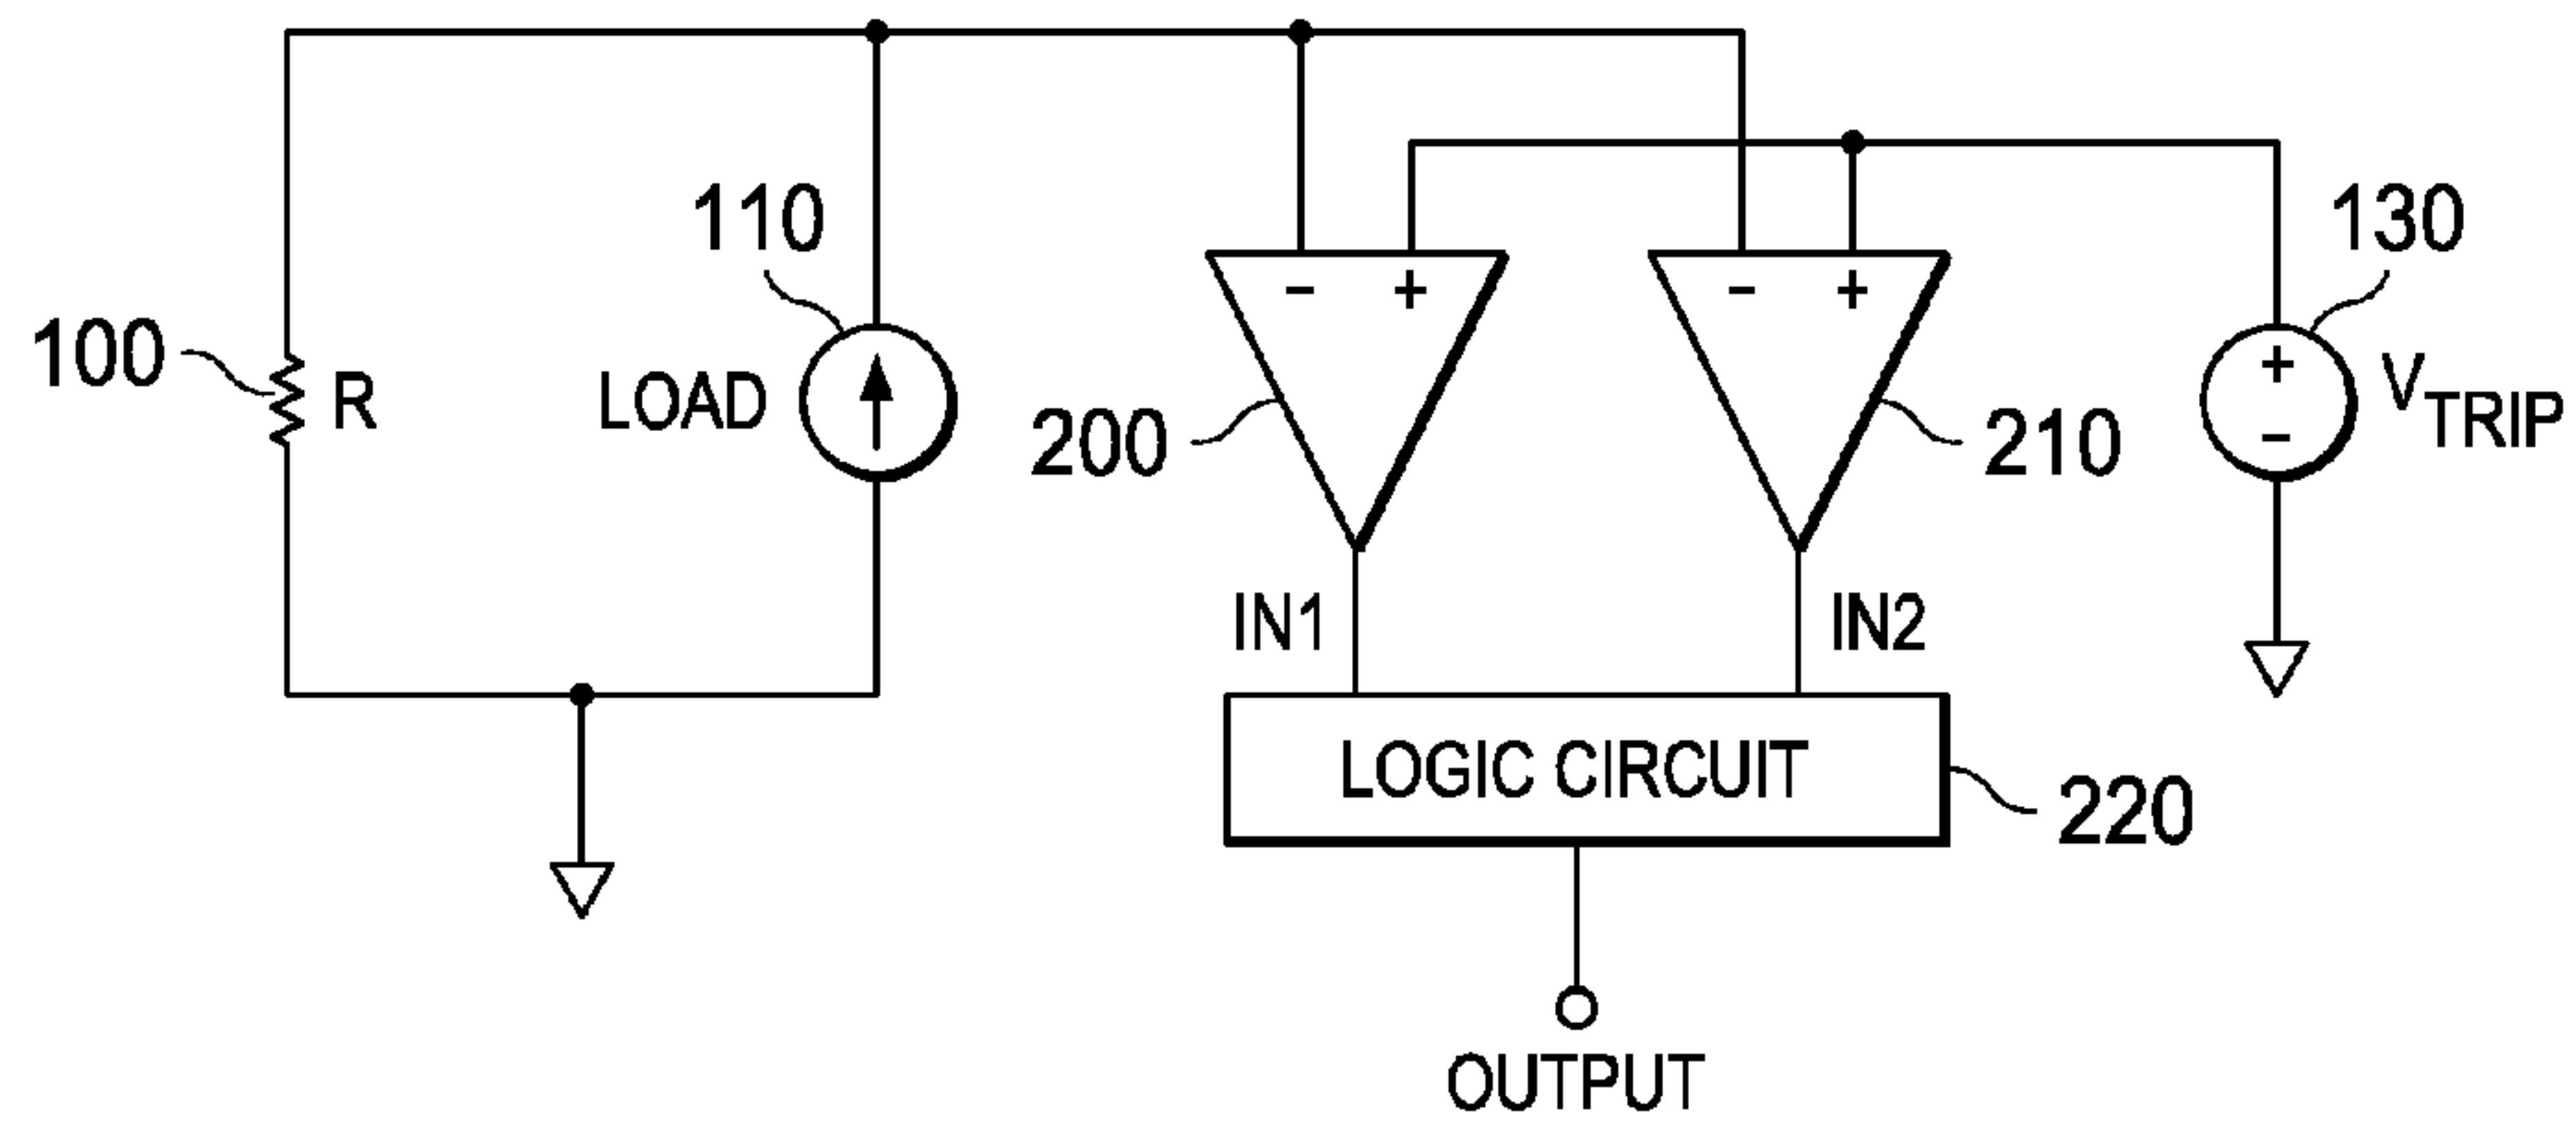 110
130
100
R
LOAD
- +
- +
+
-
V TRIP
200
210
IN1
IN2
LOGIC CIRCUIT
220
OUTPUT